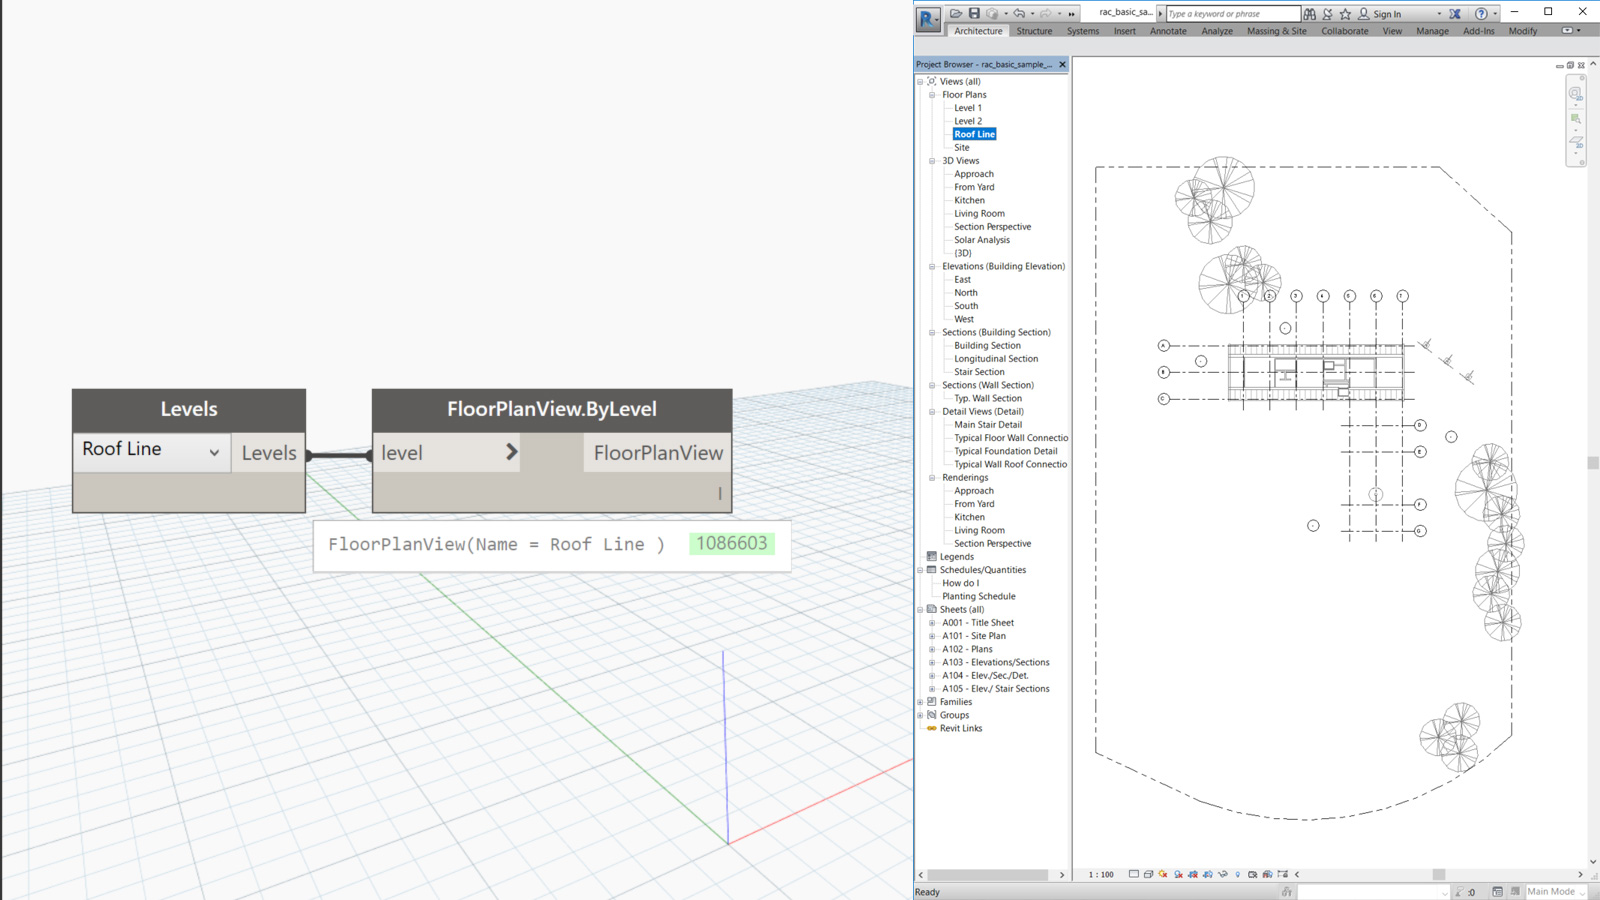 Levels
Roof Line
Levels
FloorPlanView.ByLevel
level
FloorPlanView
FloorPlanView(Name = Roof Line )
1086603
rac_basic_sa...
Type a keyword or phrase
Sign In
Architecture
Structure
Systems
Insert
Annotate
Analyze
Massing & Site
Collaborate
View
Manage
Add-Ins
Modify
Project Browser - rac_basic_sample_...
Views (all)
Floor Plans
Level 1
Level 2
Roof Line
Site
3D Views
Approach
From Yard
Kitchen
Living Room
Section Perspective
Solar Analysis
{3D}
Elevations (Building Elevation)
East
North
South
West
Sections (Building Section)
Building Section
Longitudinal Section
Stair Section
Sections (Wall Section)
Typ. Wall Section
Detail Views (Detail)
Main Stair Detail
Typical Floor Wall Connectio
Typical Foundation Detail
Typical Wall Roof Connectio
Renderings
Approach
From Yard
Kitchen
Living Room
Section Perspective
Legends
Schedules/Quantities
How do I
Planting Schedule
Sheets (all)
A001 - Title Sheet
A101 - Site Plan
A102 - Plans
A103 - Elevations/Sections
A104 - Elev./Sec./Det.
A105 - Elev./ Stair Sections
Families
Groups
Revit Links
1 2 3 4 5 6 7
A
B
C
D
E
F
G
1 : 100
Ready
:0
Main Mode